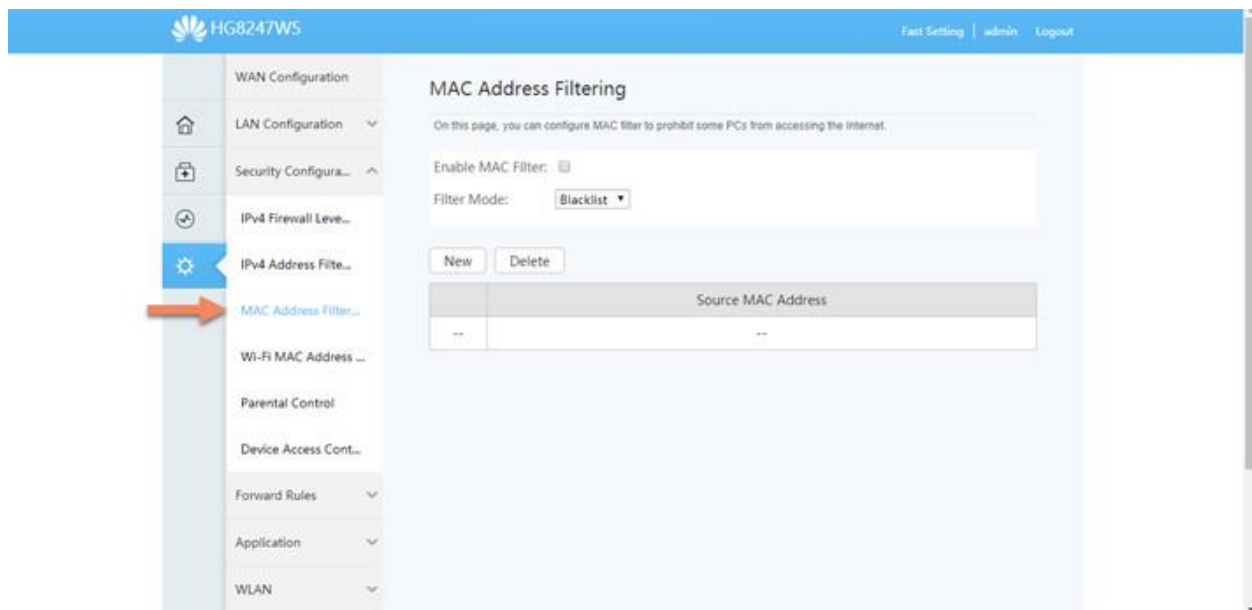 HG8247W5
Fast Setting | admin Logout
WAN Configuration
LAN Configuration
Security Configura...
IPv4 Firewall Leve...
IPv4 Address Filte...
MAC Address Filter...
Wi-Fi MAC Address ...
Parental Control
Device Access Cont...
Forward Rules
Application
WLAN
MAC Address Filtering
On this page, you can configure MAC filter to prohibit some PCs from accessing the Internet.
Enable MAC Filter:
Filter Mode: Blacklist
New Delete
Source MAC Address
-- --